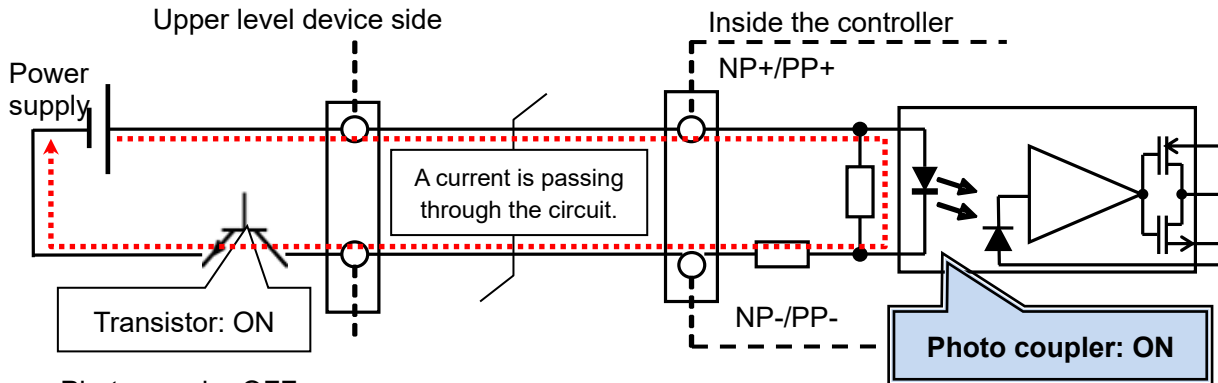 Upper level device side
Inside the controller
Power
supply
NP+/PP+
A current is passing
through the circuit.
Transistor: ON
NP-/PP-
Photo coupler: ON